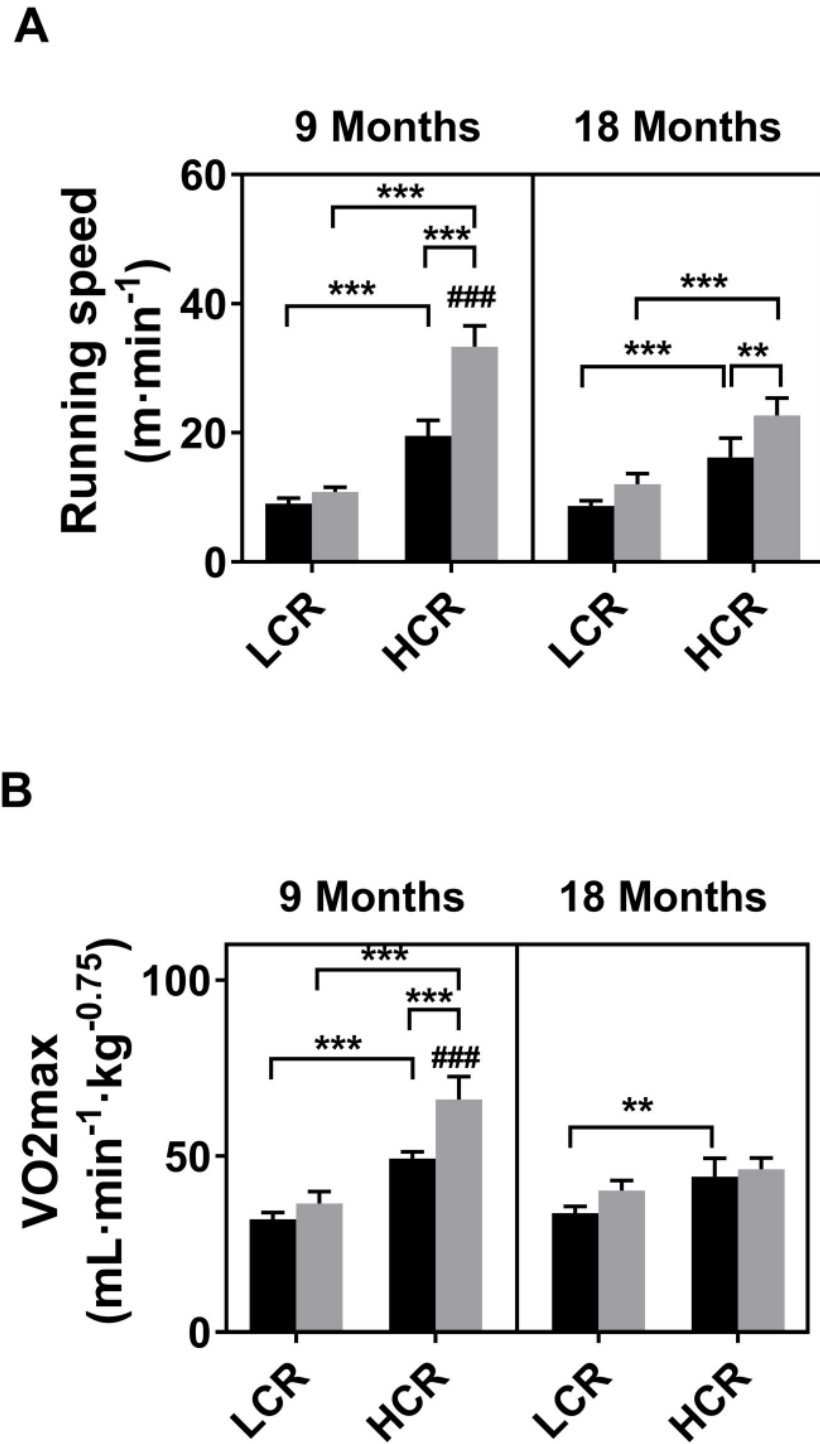 A
9 Months 18 Months
Running speed
(m·min⁻¹)
60
40
20
0
***
***
***
###
***
***
**
LCR HCR LCR HCR
B
9 Months 18 Months
VO2max
(mL·min⁻¹·kg⁻⁰·⁷⁵)
100
50
0
***
***
***
###
**
LCR HCR LCR HCR